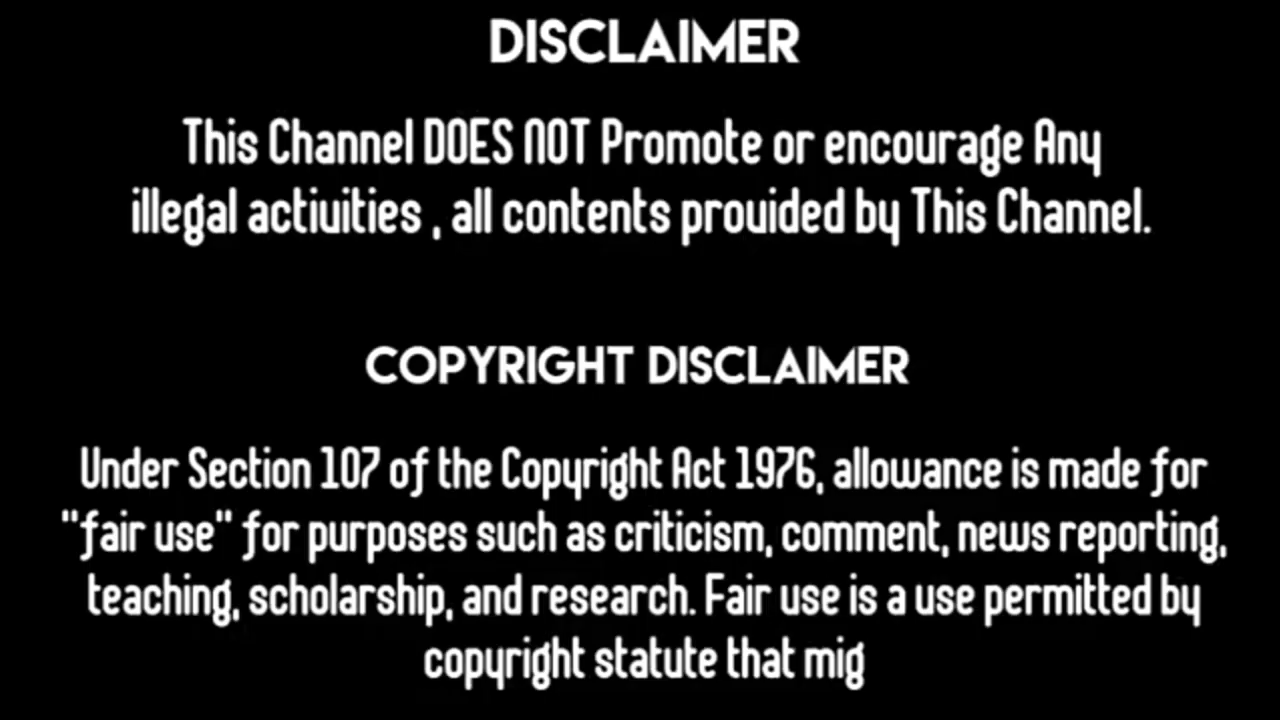 DISCLAIMER
This Channel DOES NOT Promote or encourage Any
illegal activities , all contents provided by This Channel.
COPYRIGHT DISCLAIMER
Under Section 107 of the Copyright Act 1976, allowance is made for
"fair use" for purposes such as criticism, comment, news reporting,
teaching, scholarship, and research. Fair use is a use permitted by
copyright statute that mig